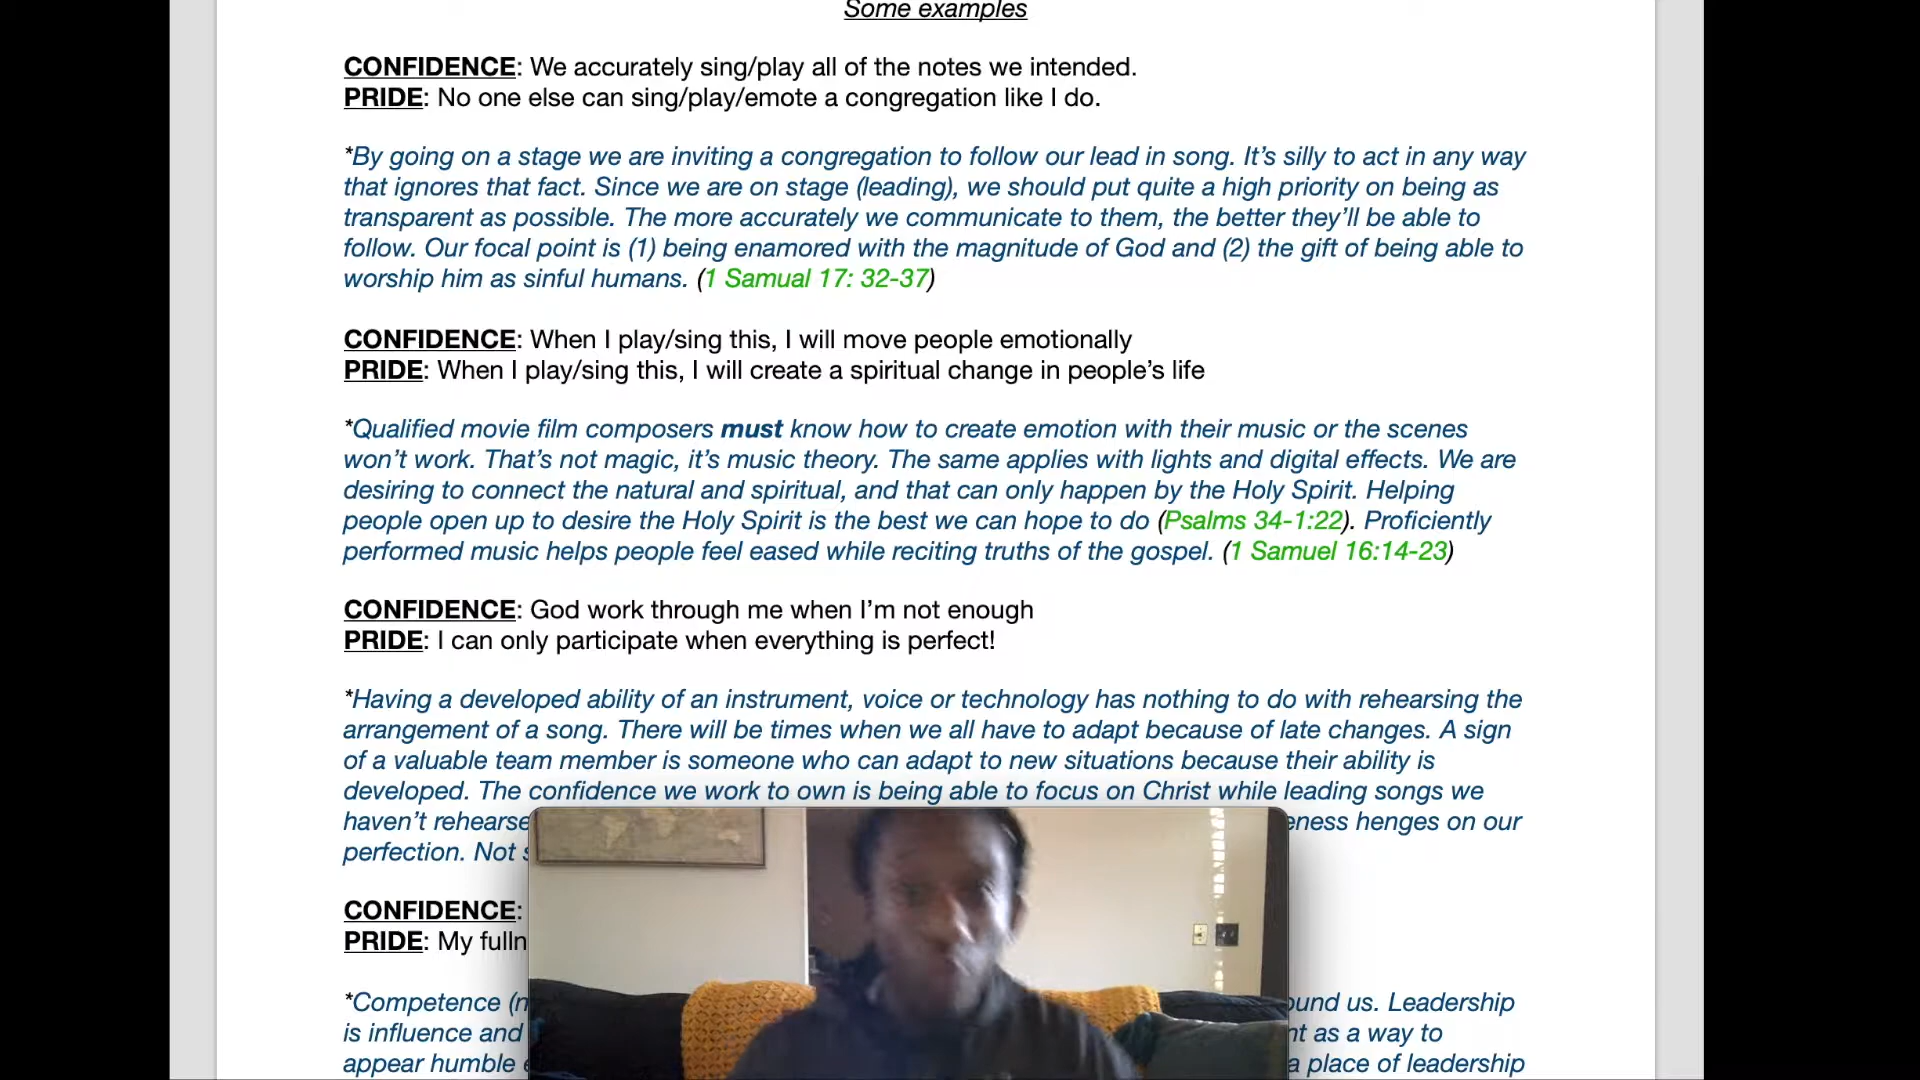 Some examples
CONFIDENCE: We accurately sing/play all of the notes we intended.
PRIDE: No one else can sing/play/emote a congregation like I do.
*By going on a stage we are inviting a congregation to follow our lead in song. It’s silly to act in any way
that ignores that fact. Since we are on stage (leading), we should put quite a high priority on being as
transparent as possible. The more accurately we communicate to them, the better they’ll be able to
follow. Our focal point is (1) being enamored with the magnitude of God and (2) the gift of being able to
worship him as sinful humans. (1 Samual 17: 32-37)
CONFIDENCE: When I play/sing this, I will move people emotionally
PRIDE: When I play/sing this, I will create a spiritual change in people’s life
*Qualified movie film composers must know how to create emotion with their music or the scenes
won’t work. That’s not magic, it’s music theory. The same applies with lights and digital effects. We are
desiring to connect the natural and spiritual, and that can only happen by the Holy Spirit. Helping
people open up to desire the Holy Spirit is the best we can hope to do (Psalms 34-1:22). Proficiently
performed music helps people feel eased while reciting truths of the gospel. (1 Samuel 16:14-23)
CONFIDENCE: God work through me when I’m not enough
PRIDE: I can only participate when everything is perfect!
*Having a developed ability of an instrument, voice or technology has nothing to do with rehearsing the
arrangement of a song. There will be times when we all have to adapt because of late changes. A sign
of a valuable team member is someone who can adapt to new situations because their ability is
developed. The confidence we work to own is being able to focus on Christ while leading songs we
haven’t henges on our
perfection. Not
CONFIDENCE:
PRIDE: My
*Competence us. Leadership
is influence and as a way to
appear humble a place of leadership